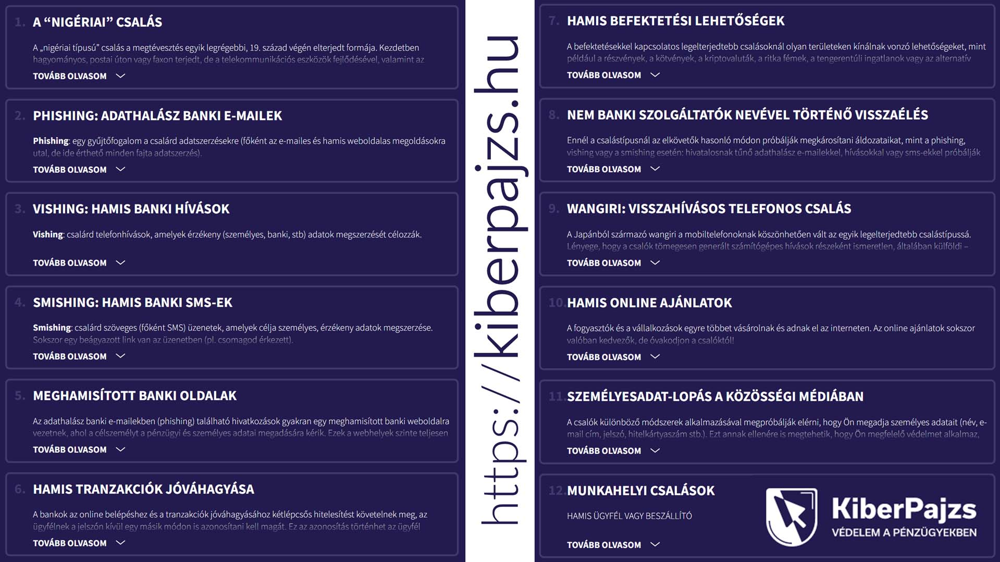 1. A “NIGÉRIAI” CSALÁS
A „nigériai típusú” csalás a megtévesztés egyik legrégebbi, 19. század végén elterjedt formája. Kezdetben
hagyományos, postai úton vagy faxon terjedt, de a telekommunikációs eszközök fejlődésével, valamint az
TOVÁBB OLVASOM
2. PHISHING: ADATHALÁSZ BANKI E-MAILEK
Phishing: egy gyűjtőfogalom a csalárd adatszerzésekre (főként az e-mailes és hamis weboldalas megoldásokra
utal, de ide érthető minden fajta adatszerzés).
TOVÁBB OLVASOM
3. VISHING: HAMIS BANKI HÍVÁSOK
Vishing: csalárd telefonhívások, amelyek érzékeny (személyes, banki, stb) adatok megszerzését célozzák.
TOVÁBB OLVASOM
4. SMISHING: HAMIS BANKI SMS-EK
Smishing: csalárd szöveges (főként SMS) üzenetek, amelyek célja személyes, érzékeny adatok megszerzése.
Sokszor egy beágyazott link van az üzenetben (pl. csomagod érkezett).
TOVÁBB OLVASOM
5. MEGHAMISÍTOTT BANKI OLDALAK
Az adathalász banki e-mailekben (phishing) található hivatkozások gyakran egy meghamisított banki weboldalra
vezetnek, ahol a célszemélyt a pénzügyi és személyes adatai megadására kérik. Ezek a webhelyek szinte teljesen
TOVÁBB OLVASOM
6. HAMIS TRANZAKCIÓK JÓVÁHAGYÁSA
A bankok az online belépéshez és a tranzakciók jóváhagyásához kétlépcsős hitelesítést követelnek meg, az
ügyfélnek a jelszón kívül egy másik módon is azonosítani kell magát. Ez az azonosítás történhet az ügyfél
TOVÁBB OLVASOM
https://kiberpajzs.hu
7. HAMIS BEFEKTETÉSI LEHETŐSÉGEK
A befektetésekkel kapcsolatos legelterjedtebb csalásoknál olyan területeken kínálnak vonzó lehetőségeket, mint
például a részvények, a kötvények, a kriptovaluták, a ritka fémek, a tengerentúli ingatlanok vagy az alternatív
TOVÁBB OLVASOM
8. NEM BANKI SZOLGÁLTATÓK NEVÉVEL TÖRTÉNŐ VISSZAÉLÉS
Ennél a csalástípusnál az elkövetők hasonló módon próbálják megkárosítani áldozataikat, mint a phishing,
vishing vagy a smishing esetén: hivatalosnak tűnő adathalász e-mailekkel, hívásokkal vagy sms-ekkel próbálják
TOVÁBB OLVASOM
9. WANGIRI: VISSZAHÍVÁSOS TELEFONOS CSALÁS
A Japánból származó wangiri a mobiltelefonoknak köszönhetően vált az egyik legelterjedtebb csalástípussá.
Lényege, hogy a csalók tömegesen generált számítógépes hívások részeként ismeretlen, általában külföldi –
TOVÁBB OLVASOM
10. HAMIS ONLINE AJÁNLATOK
A fogyasztók és a vállalkozások egyre többet vásárolnak és adnak el az interneten. Az online ajánlatok sokszor
valóban kedvezők, de óvakodjon a csalóktól!
TOVÁBB OLVASOM
11. SZEMÉLYESADAT-LOPÁS A KÖZÖSSÉGI MÉDIÁBAN
A csalók különböző módszerek alkalmazásával megpróbálják elérni, hogy Ön megadja személyes adatait (név, e-
mail cím, jelszó, hitelkártyaszám stb.). Ezt annak ellenére is megtehetik, hogy Ön megfelelő védelmet alkalmaz,
TOVÁBB OLVASOM
12. MUNKAHELYI CSALÁSOK
HAMIS ÜGYFÉL VAGY BESZÁLLÍTÓ
TOVÁBB OLVASOM
KiberPajzs
VÉDELEM A PÉNZÜGYEKBEN